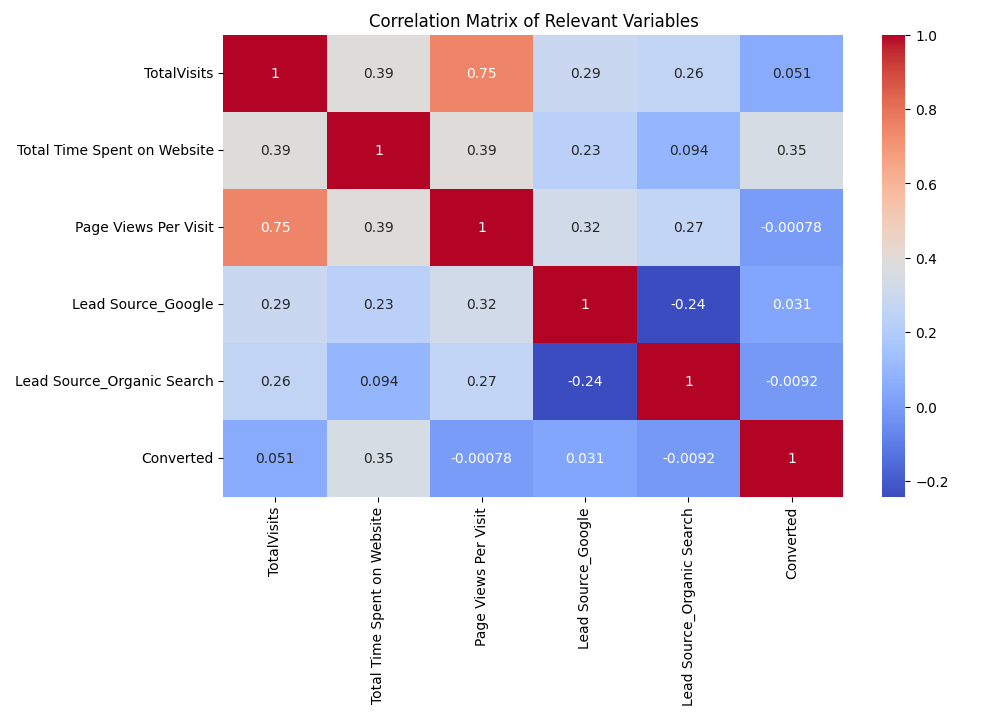 Correlation Matrix of Relevant Variables
TotalVisits 1 0.39 0.75 0.29 0.26 0.051
Total Time Spent on Website 0.39 1 0.39 0.23 0.094 0.35
Page Views Per Visit 0.75 0.39 1 0.32 0.27 -0.00078
Lead Source_Google 0.29 0.23 0.32 1 -0.24 0.031
Lead Source_Organic Search 0.26 0.094 0.27 -0.24 1 -0.0092
Converted 0.051 0.35 -0.00078 0.031 -0.0092 1
TotalVisits
Total Time Spent on Website
Page Views Per Visit
Lead Source_Google
Lead Source_Organic Search
Converted
1.0
0.8
0.6
0.4
0.2
0.0
−0.2